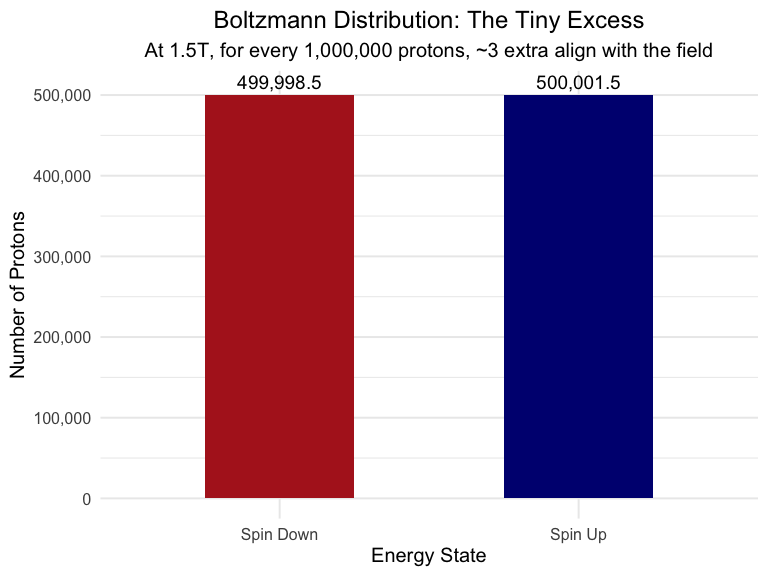 Boltzmann Distribution: The Tiny Excess
At 1.5T, for every 1,000,000 protons, ~3 extra align with the field
499,998.5
500,001.5
Number of Protons
500,000
400,000
300,000
200,000
100,000
0
Spin Down
Spin Up
Energy State